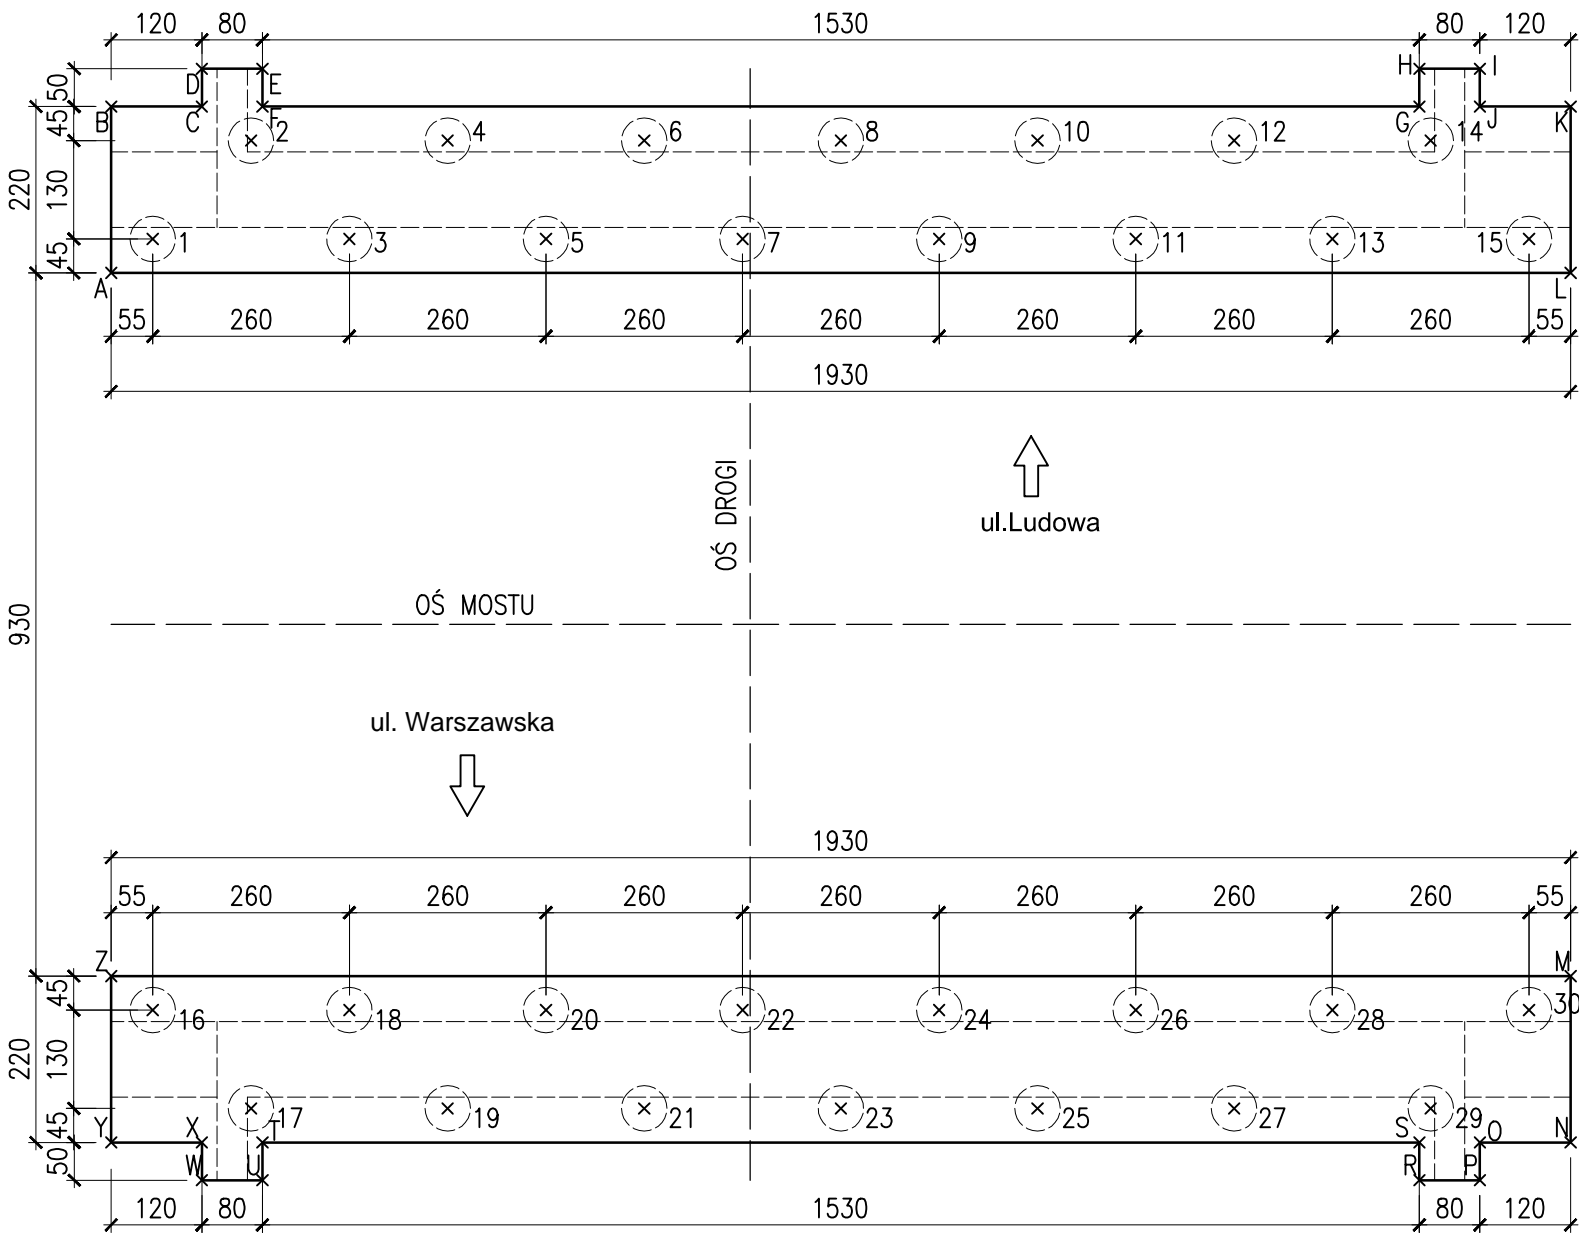 120 80 1530 80 120
D E H I
50
B C F G J K
45
2 4 6 8 10 12 14
220 130
1 3 5 7 9 11 13 15
45
A L
55 260 260 260 260 260 260 260 55
1930
OŚ DROGI
ul.Ludowa
OŚ MOSTU
930
ul. Warszawska
1930
55 260 260 260 260 260 260 260 55
Z M
45
16 18 20 22 24 26 28 30
220 130
17 19 21 23 25 27 29
45
Y X T S O N
50
W U R P
120 80 1530 80 120